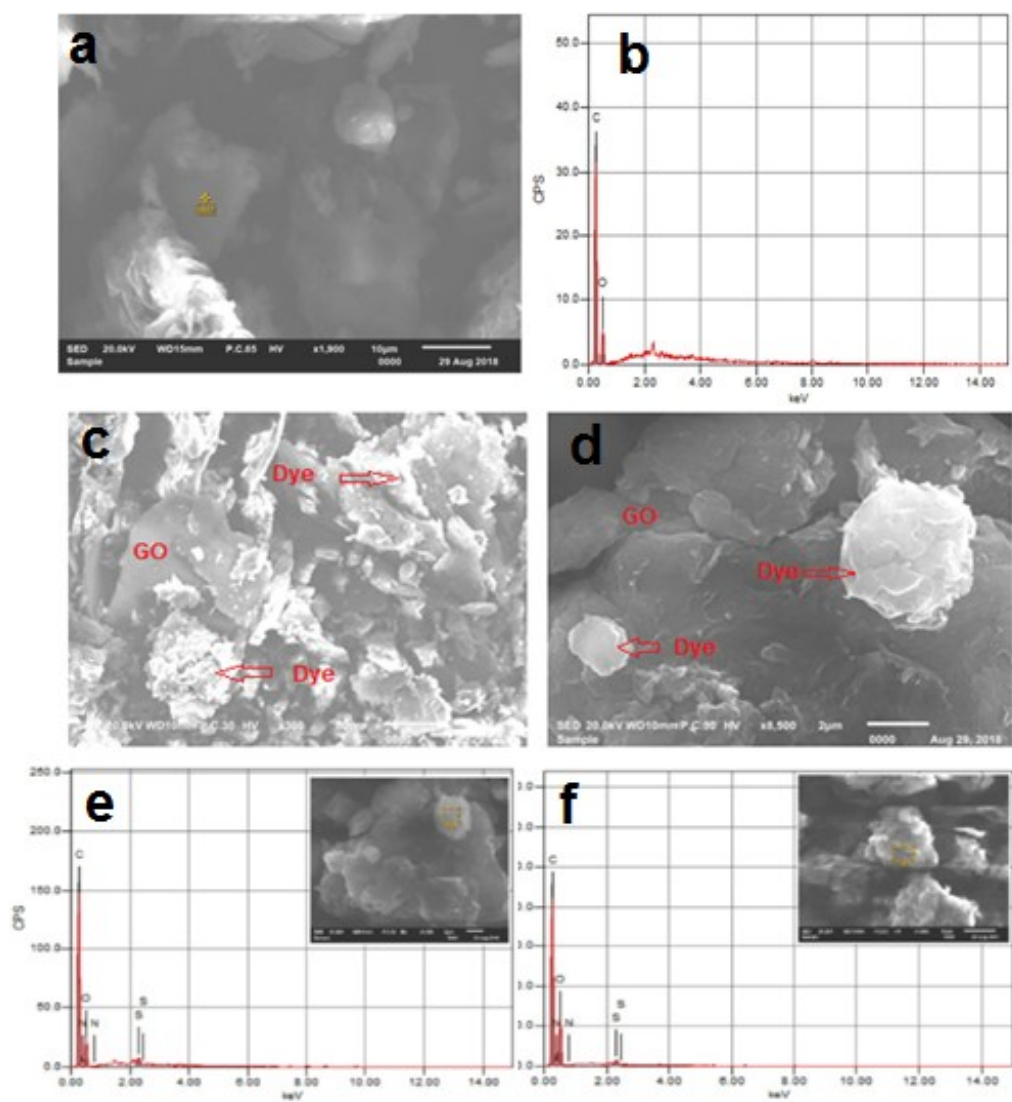 a
SED 20.0kV WD15mm P.C.65 HV x1,900 10µm
Sample 0000 29 Aug 2018
b
CPS
50.0
40.0
30.0
20.0
10.0
0.0
C
O
0.00 2.00 4.00 6.00 8.00 10.00 12.00 14.00
keV
c
Dye
GO
Dye
d
GO
Dye
Dye
SED 20.0kV WD10mm P.C.90 HV x8,500 2µm
Sample 0000 Aug 29, 2018
e
CPS
250.0
200.0
150.0
100.0
50.0
0.0
C
O
N
S
S
0.00 2.00 4.00 6.00 8.00 10.00 12.00 14.00
keV
f
C
O
N
S
S
0.00 2.00 4.00 6.00 8.00 10.00 12.00 14.00
keV